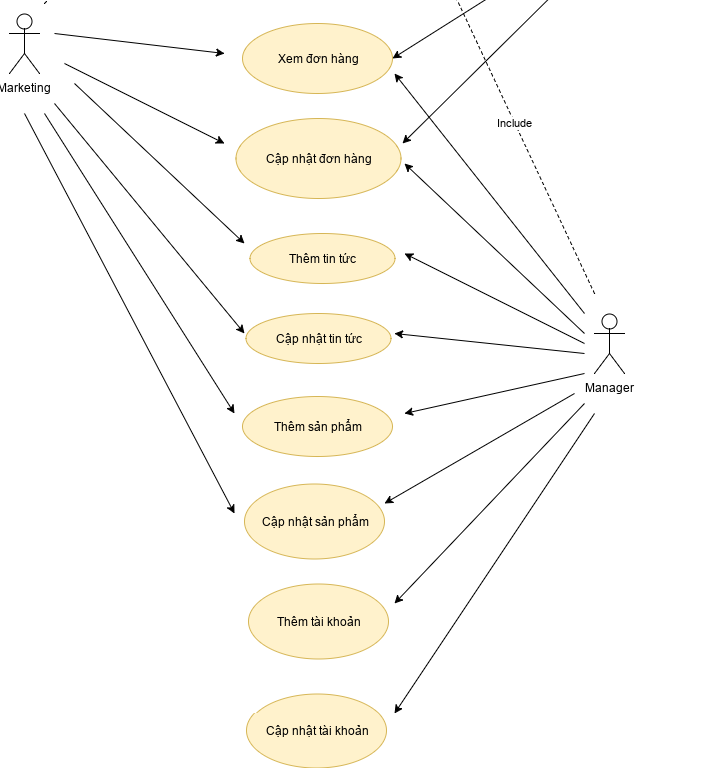 Xem đơn hàng
Marketing
Include
Cập nhật đơn hàng
Thêm tin tức
Cập nhật tin tức
Manager
Thêm sản phẩm
Cập nhật sản phẩm
Thêm tài khoản
Cập nhật tài khoản